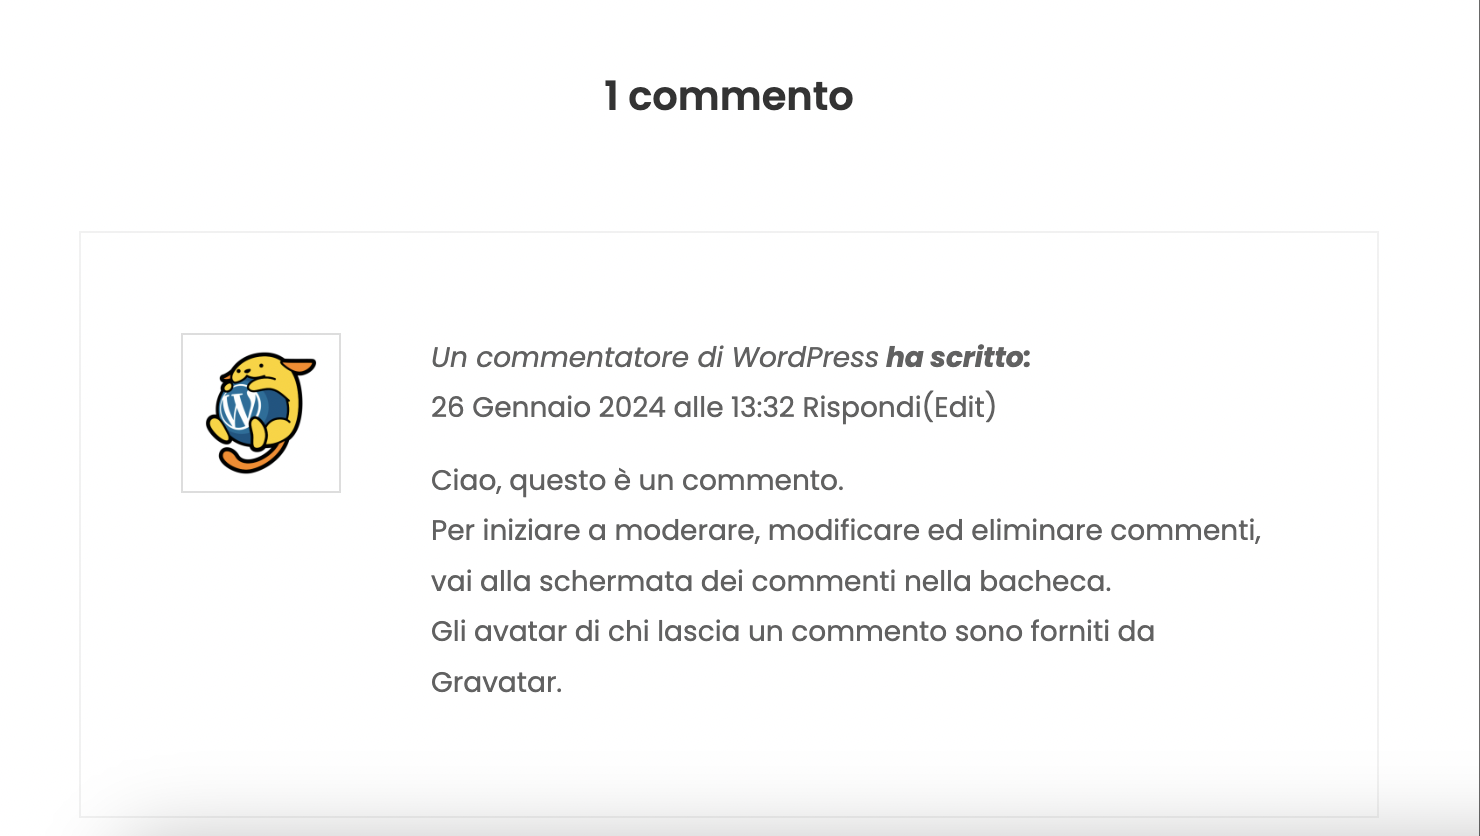 1 commento
Un commentatore di WordPress ha scritto:
26 Gennaio 2024 alle 13:32 Rispondi(Edit)
Ciao, questo è un commento.
Per iniziare a moderare, modificare ed eliminare commenti,
vai alla schermata dei commenti nella bacheca.
Gli avatar di chi lascia un commento sono forniti da
Gravatar.